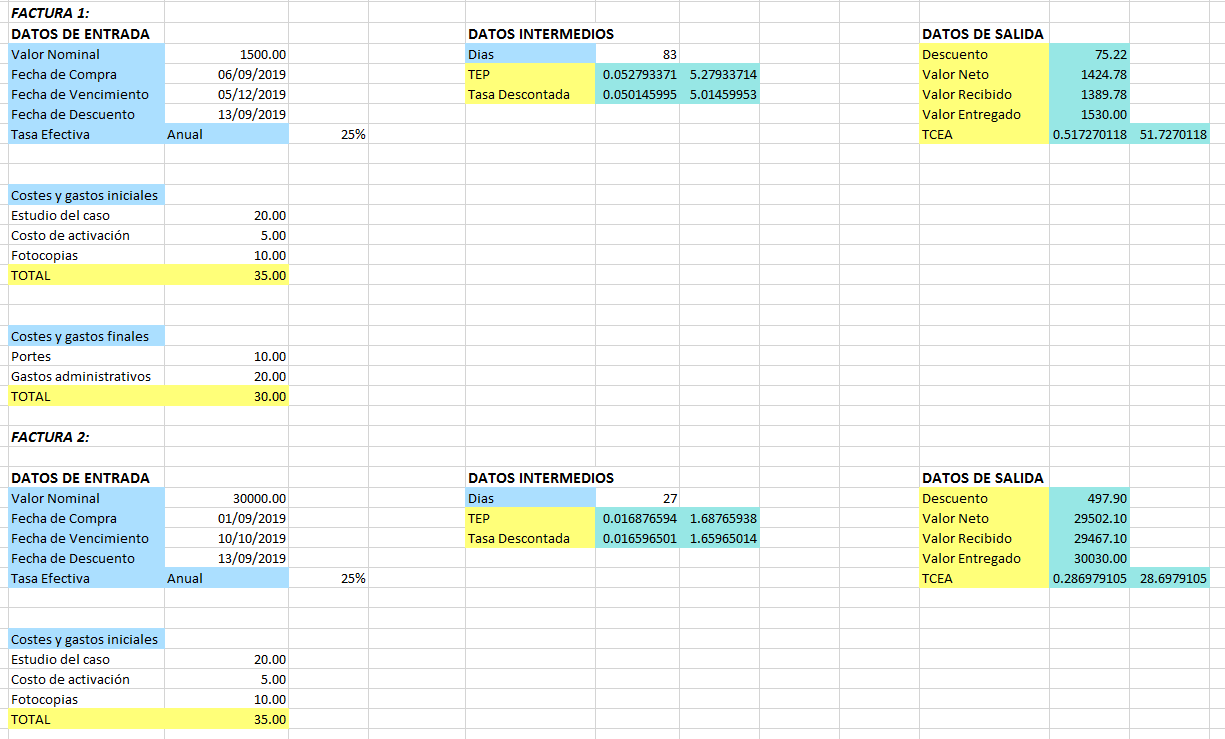 FACTURA 1:
DATOS DE ENTRADA DATOS INTERMEDIOS DATOS DE SALIDA
Valor Nominal 1500.00 Dias 83 Descuento 75.22
Fecha de Compra 06/09/2019 TEP 0.052793371 5.27933714 Valor Neto 1424.78
Fecha de Vencimiento 05/12/2019 Tasa Descontada 0.050145995 5.01459953 Valor Recibido 1389.78
Fecha de Descuento 13/09/2019 Valor Entregado 1530.00
Tasa Efectiva Anual 25% TCEA 0.517270118 51.7270118
Costes y gastos iniciales
Estudio del caso 20.00
Costo de activación 5.00
Fotocopias 10.00
TOTAL 35.00
Costes y gastos finales
Portes 10.00
Gastos administrativos 20.00
TOTAL 30.00
FACTURA 2:
DATOS DE ENTRADA DATOS INTERMEDIOS DATOS DE SALIDA
Valor Nominal 30000.00 Dias 27 Descuento 497.90
Fecha de Compra 01/09/2019 TEP 0.016876594 1.68765938 Valor Neto 29502.10
Fecha de Vencimiento 10/10/2019 Tasa Descontada 0.016596501 1.65965014 Valor Recibido 29467.10
Fecha de Descuento 13/09/2019 Valor Entregado 30030.00
Tasa Efectiva Anual 25% TCEA 0.286979105 28.6979105
Costes y gastos iniciales
Estudio del caso 20.00
Costo de activación 5.00
Fotocopias 10.00
TOTAL 35.00